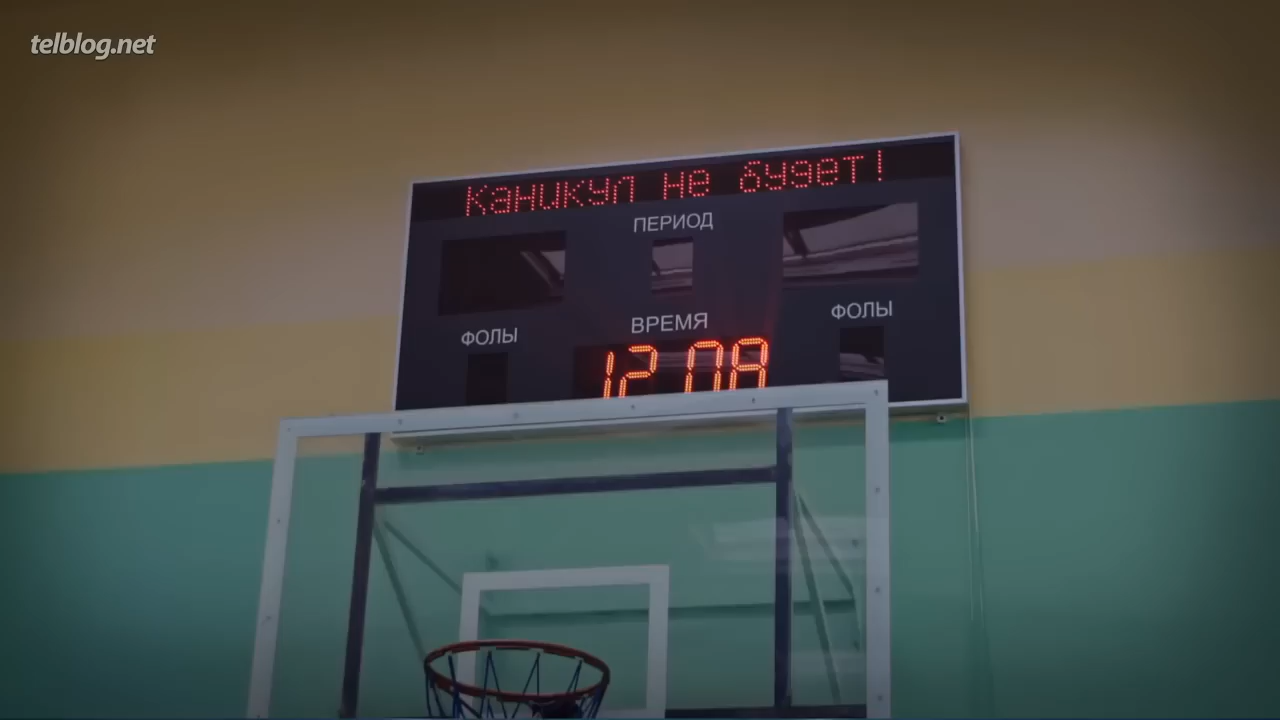 telblog.net
Каникул не будет!
ПЕРИОД
ФОЛЫ ВРЕМЯ ФОЛЫ
12 08